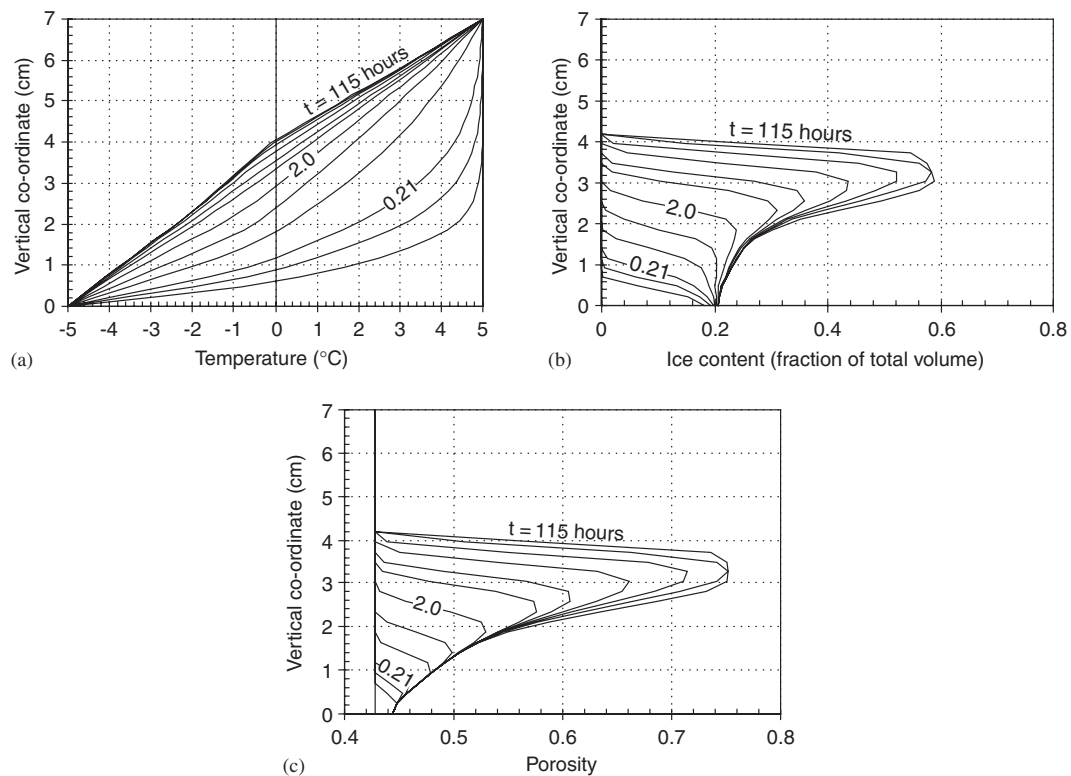 7
6
5
4
3
2
1
0
Vertical co-ordinate (cm)
t = 115 hours
2.0
0.21
-5 -4 -3 -2 -1 0 1 2 3 4 5
(a) Temperature (°C)
7
6
5
4
3
2
1
0
Vertical co-ordinate (cm)
t = 115 hours
2.0
0.21
0 0.2 0.4 0.6 0.8
(b) Ice content (fraction of total volume)
7
6
5
4
3
2
1
0
Vertical co-ordinate (cm)
t = 115 hours
2.0
0.21
0.4 0.5 0.6 0.7 0.8
(c) Porosity